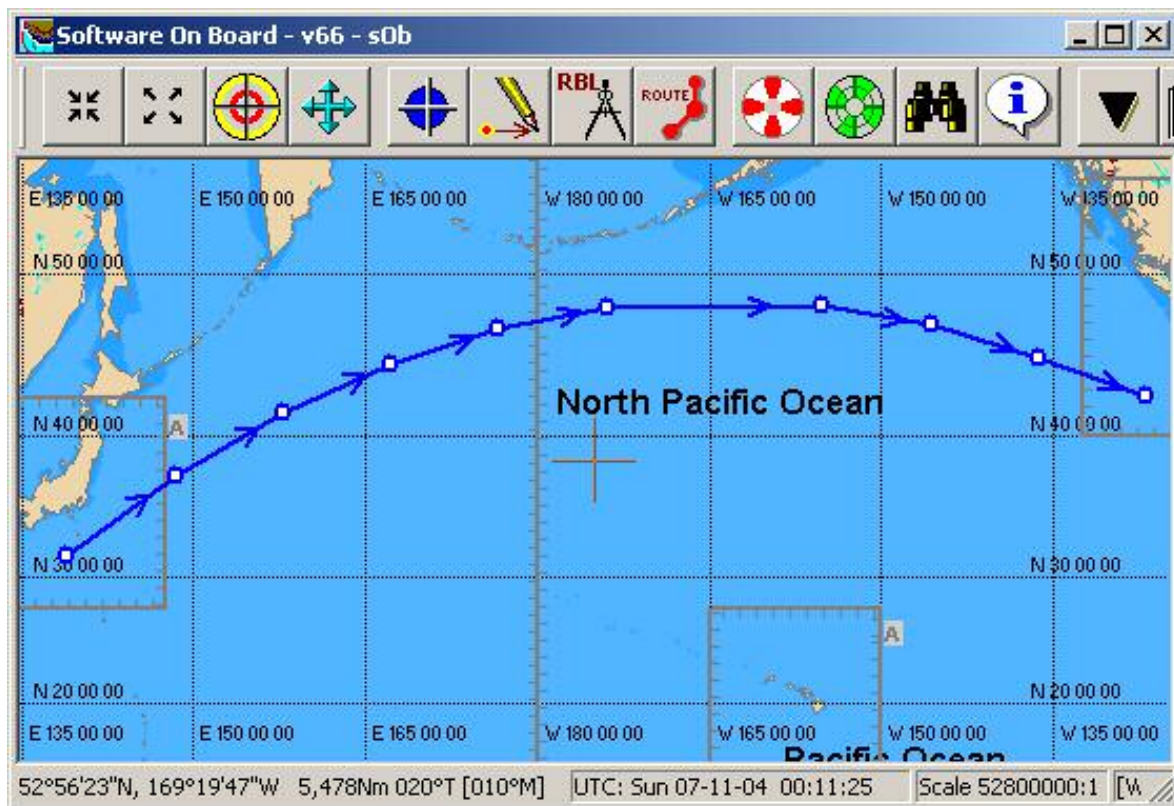 Software On Board - v66 - sOb
RBL
ROUTE
i
E 135 00 00
E 150 00 00
E 165 00 00
W 180 00 00
W 165 00 00
W 150 00 00
W 135 00 00
N 50 00 00
N 50 00 00
North Pacific Ocean
A
N 40 00 00
N 40 00 00
N 30 00 00
N 30 00 00
A
N 20 00 00
N 20 00 00
E 135 00 00
E 150 00 00
E 165 00 00
W 180 00 00
W 165 00 00
W 150 00 00
W 135 00 00
Pacific Ocean
52°56'23"N, 169°19'47"W 5,478Nm 020°T [010°M] UTC: Sun 07-11-04 00:11:25 Scale 52800000:1 [W